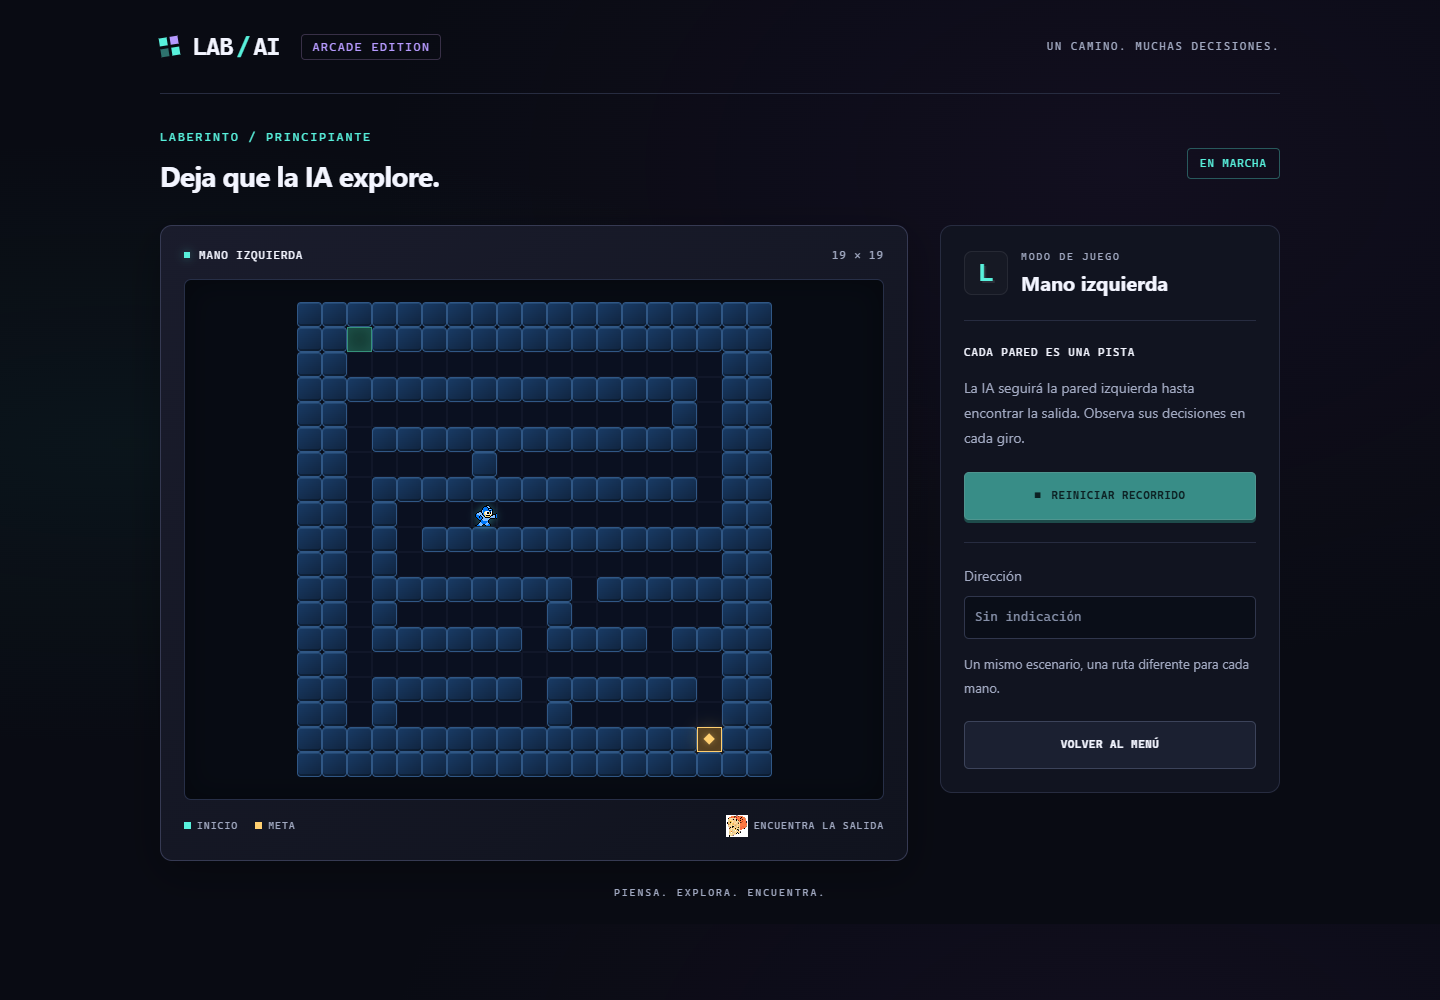 LAB/AI
ARCADE EDITION
UN CAMINO. MUCHAS DECISIONES.
LABERINTO / PRINCIPIANTE
Deja que la IA explore.
EN MARCHA
MANO IZQUIERDA
19 × 19
L
MODO DE JUEGO
Mano izquierda
CADA PARED ES UNA PISTA
La IA seguirá la pared izquierda hasta
encontrar la salida. Observa sus decisiones en
cada giro.
REINICIAR RECORRIDO
Dirección
Sin indicación
Un mismo escenario, una ruta diferente para cada
mano.
VOLVER AL MENÚ
INICIO
META
ENCUENTRA LA SALIDA
PIENSA. EXPLORA. ENCUENTRA.